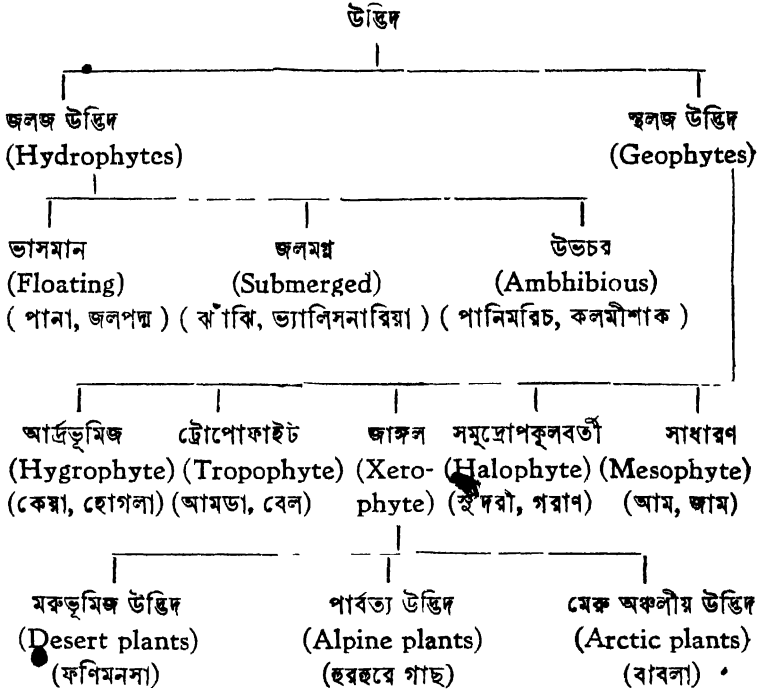 উদ্ভিদ
জলজ উদ্ভিদ স্থলজ উদ্ভিদ
(Hydrophytes) (Geophytes)
ভাসমান জলমগ্ন উভচর
(Floating) (Submerged) (Ambhibious)
( পানা, জলপদ্ম ) ( ঝাঁঝি, ভ্যালিসনারিয়া ) ( পানিমরিচ, কলমীশাক )
আর্দ্রভূমিজ ট্রোপোফাইট জাঙ্গল সমুদ্রোপকূলবর্তী সাধারণ
(Hygrophyte) (Tropophyte) (Xero- (Halophyte) (Mesophyte)
(কেয়া, হোগলা) (আমডা, বেল) phyte) (সুঁদরী, গরাণ) (আম, জাম)
মরুভূমিজ উদ্ভিদ পার্বত্য উদ্ভিদ মেরু অঞ্চলীয় উদ্ভিদ
(Desert plants) (Alpine plants) (Arctic plants)
(ফণিমনসা) (হুরহুরে গাছ) (বাবলা)